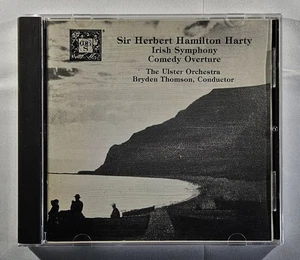 Sir Herbert Hamilton Harty
Irish Symphony
Comedy Overture
The Ulster Orchestra
Bryden Thomson, Conductor